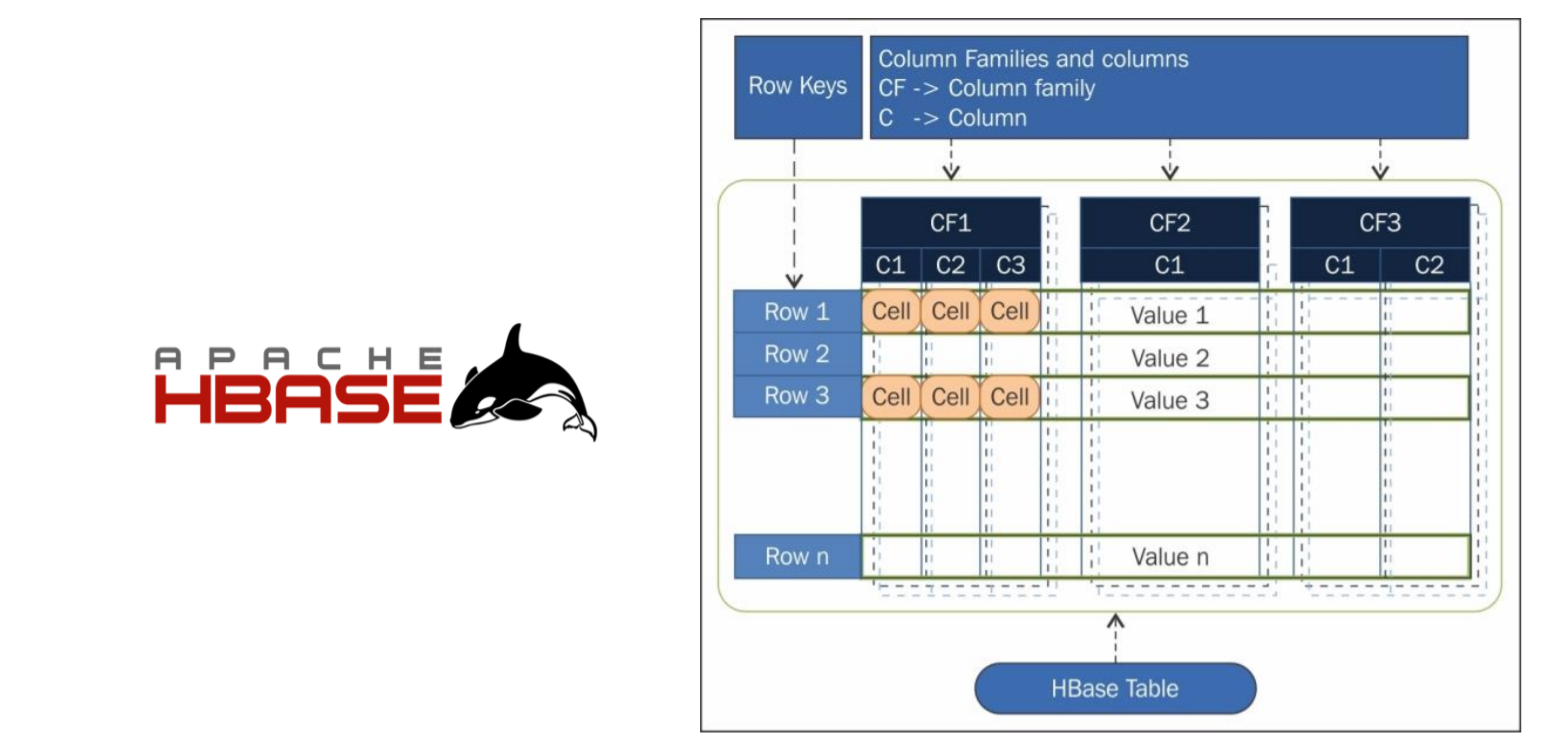 APACHE
HBASE
Row Keys
Column Families and columns
CF -> Column family
C -> Column
CF1 CF2 CF3
C1 C2 C3 C1 C1 C2
Row 1 Cell Cell Cell Value 1
Row 2 Value 2
Row 3 Cell Cell Cell Value 3
Row n Value n
HBase Table